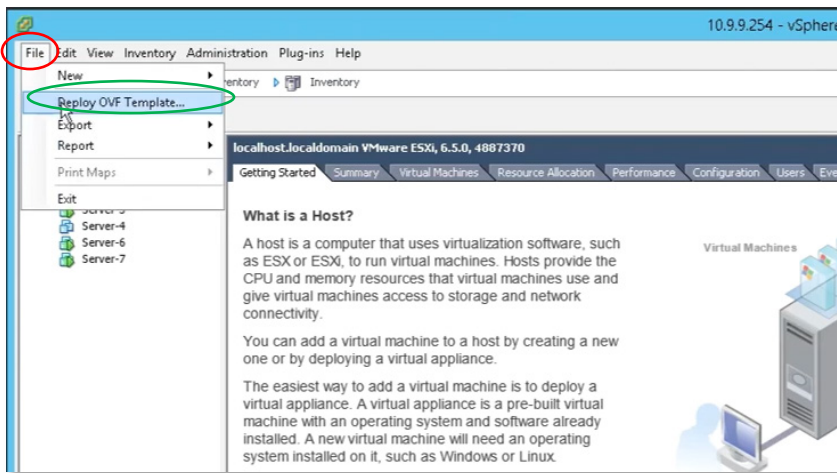 10.9.9.254 - vSphere
File Edit View Inventory Administration Plug-ins Help
New
Inventory
Deploy OVF Template...
Export
Report
Print Maps
Exit
localhost.localdomain VMware ESXi, 6.5.0, 4887370
Getting Started Summary Virtual Machines Resource Allocation Performance Configuration Users Eve
Server-4
Server-6
Server-7
What is a Host?
A host is a computer that uses virtualization software, such
as ESX or ESXi, to run virtual machines. Hosts provide the
CPU and memory resources that virtual machines use and
give virtual machines access to storage and network
connectivity.
You can add a virtual machine to a host by creating a new
one or by deploying a virtual appliance.
The easiest way to add a virtual machine is to deploy a
virtual appliance. A virtual appliance is a pre-built virtual
machine with an operating system and software already
installed. A new virtual machine will need an operating
system installed on it, such as Windows or Linux.
Virtual Machines